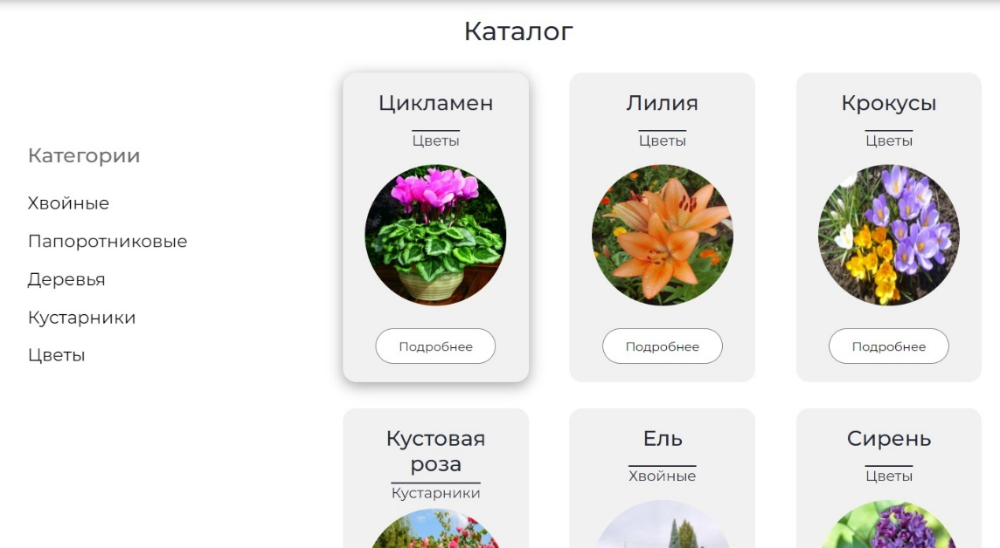 Каталог
Категории
Хвойные
Папоротниковые
Деревья
Кустарники
Цветы
Цикламен
Цветы
Подробнее
Лилия
Цветы
Подробнее
Крокусы
Цветы
Подробнее
Кустовая
роза
Кустарники
Ель
Хвойные
Сирень
Цветы